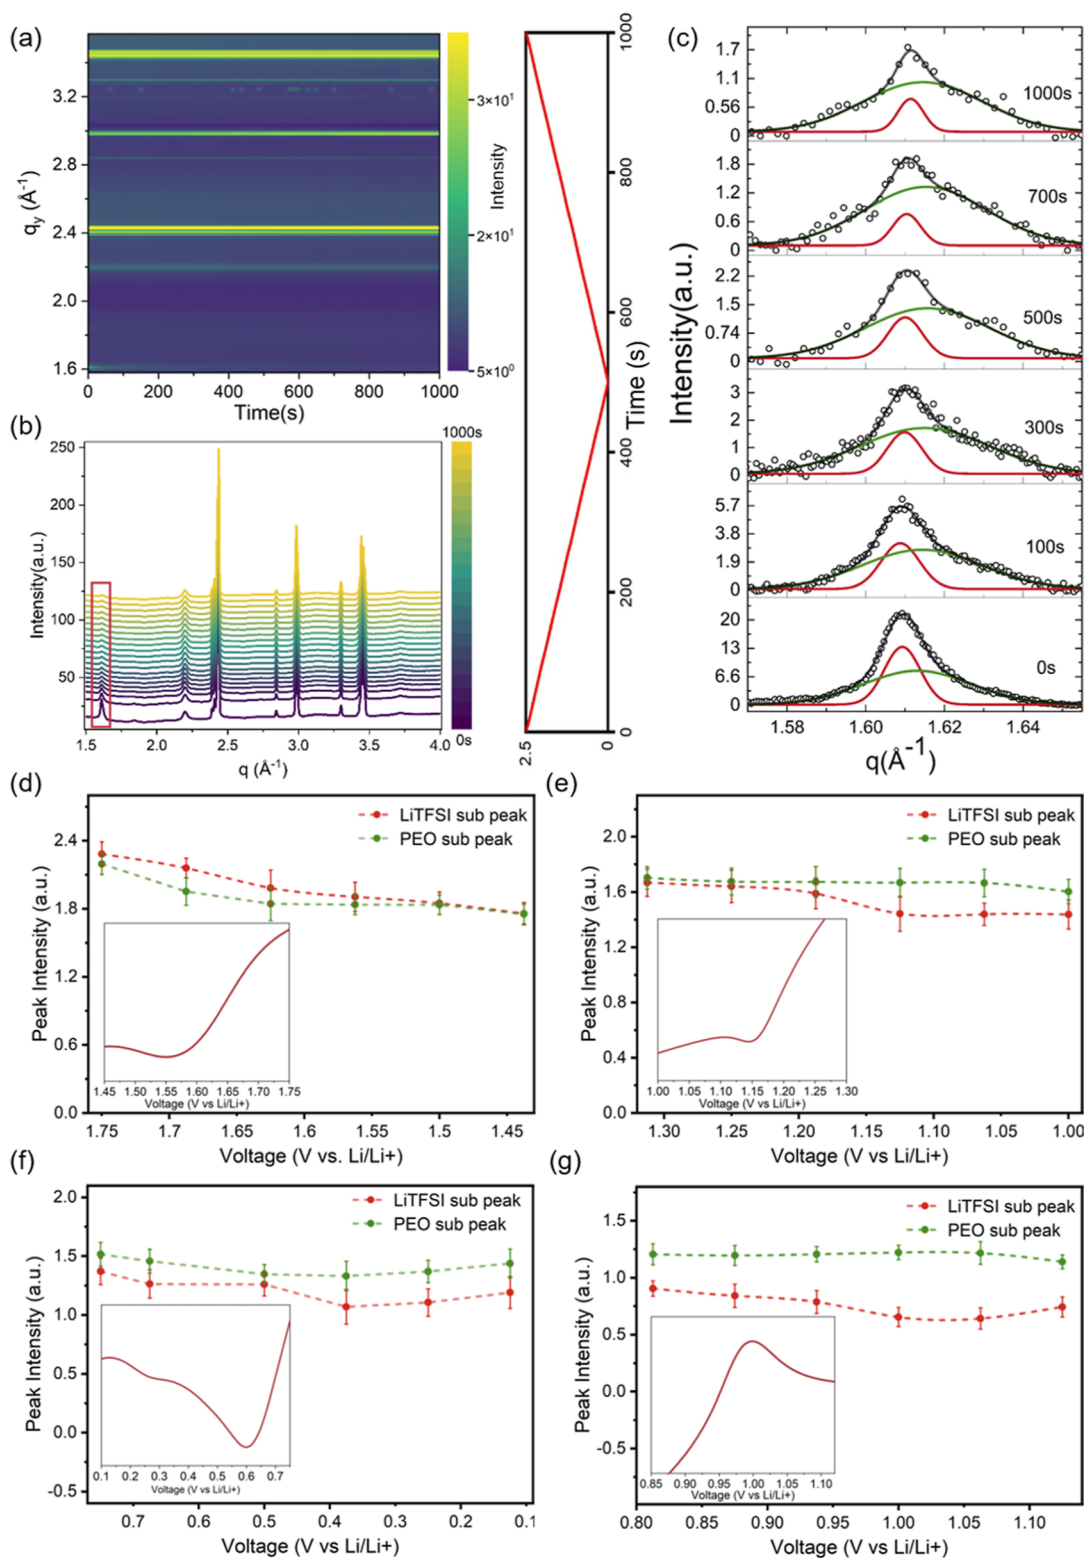 (a)
3.2
2.8
2.4
2.0
1.6
qy (Å-1)
0 200 400 600 800 1000
Time(s)
3x10¹
2x10¹
5x10⁰
Intensity
1000
800
600
400
200
0
Time (s)
2.5 0
(b)
250
200
150
100
50
Intensity(a.u.)
1.5 2.0 2.5 3.0 3.5 4.0
q (Å-1)
1000s
0s
(c)
1.7
1.1
0.56
0
1000s
1.8
1.2
0.6
0
700s
2.2
1.5
0.74
0
500s
3
2
1
0
300s
5.7
3.8
1.9
0
100s
20
13
6.6
0
0s
Intensity(a.u.)
1.58 1.60 1.62 1.64
q(Å-1)
(d)
LiTFSI sub peak
PEO sub peak
2.4
1.8
1.2
0.6
0.0
Peak Intensity (a.u.)
1.45 1.50 1.55 1.60 1.65 1.70 1.75
Voltage (V vs Li/Li+)
1.75 1.7 1.65 1.6 1.55 1.5 1.45
Voltage (V vs. Li/Li+)
(e)
LiTFSI sub peak
PEO sub peak
2.0
1.6
1.2
0.8
0.4
0.0
Peak Intensity (a.u.)
1.00 1.05 1.10 1.15 1.20 1.25 1.30
Voltage (V vs Li/Li+)
1.30 1.25 1.20 1.15 1.10 1.05 1.00
Voltage (V vs Li/Li+)
(f)
LiTFSI sub peak
PEO sub peak
2.0
1.5
1.0
0.5
0.0
-0.5
Peak Intensity (a.u.)
0.1 0.2 0.3 0.4 0.5 0.6 0.7
Voltage (V vs Li/Li+)
0.7 0.6 0.5 0.4 0.3 0.2 0.1
Voltage (V vs Li/Li+)
(g)
LiTFSI sub peak
PEO sub peak
1.5
1.0
0.5
0.0
-0.5
Peak Intensity (a.u.)
0.85 0.90 0.95 1.00 1.05 1.10
Voltage (V vs Li/Li+)
0.80 0.85 0.90 0.95 1.00 1.05 1.10
Voltage (V vs Li/Li+)